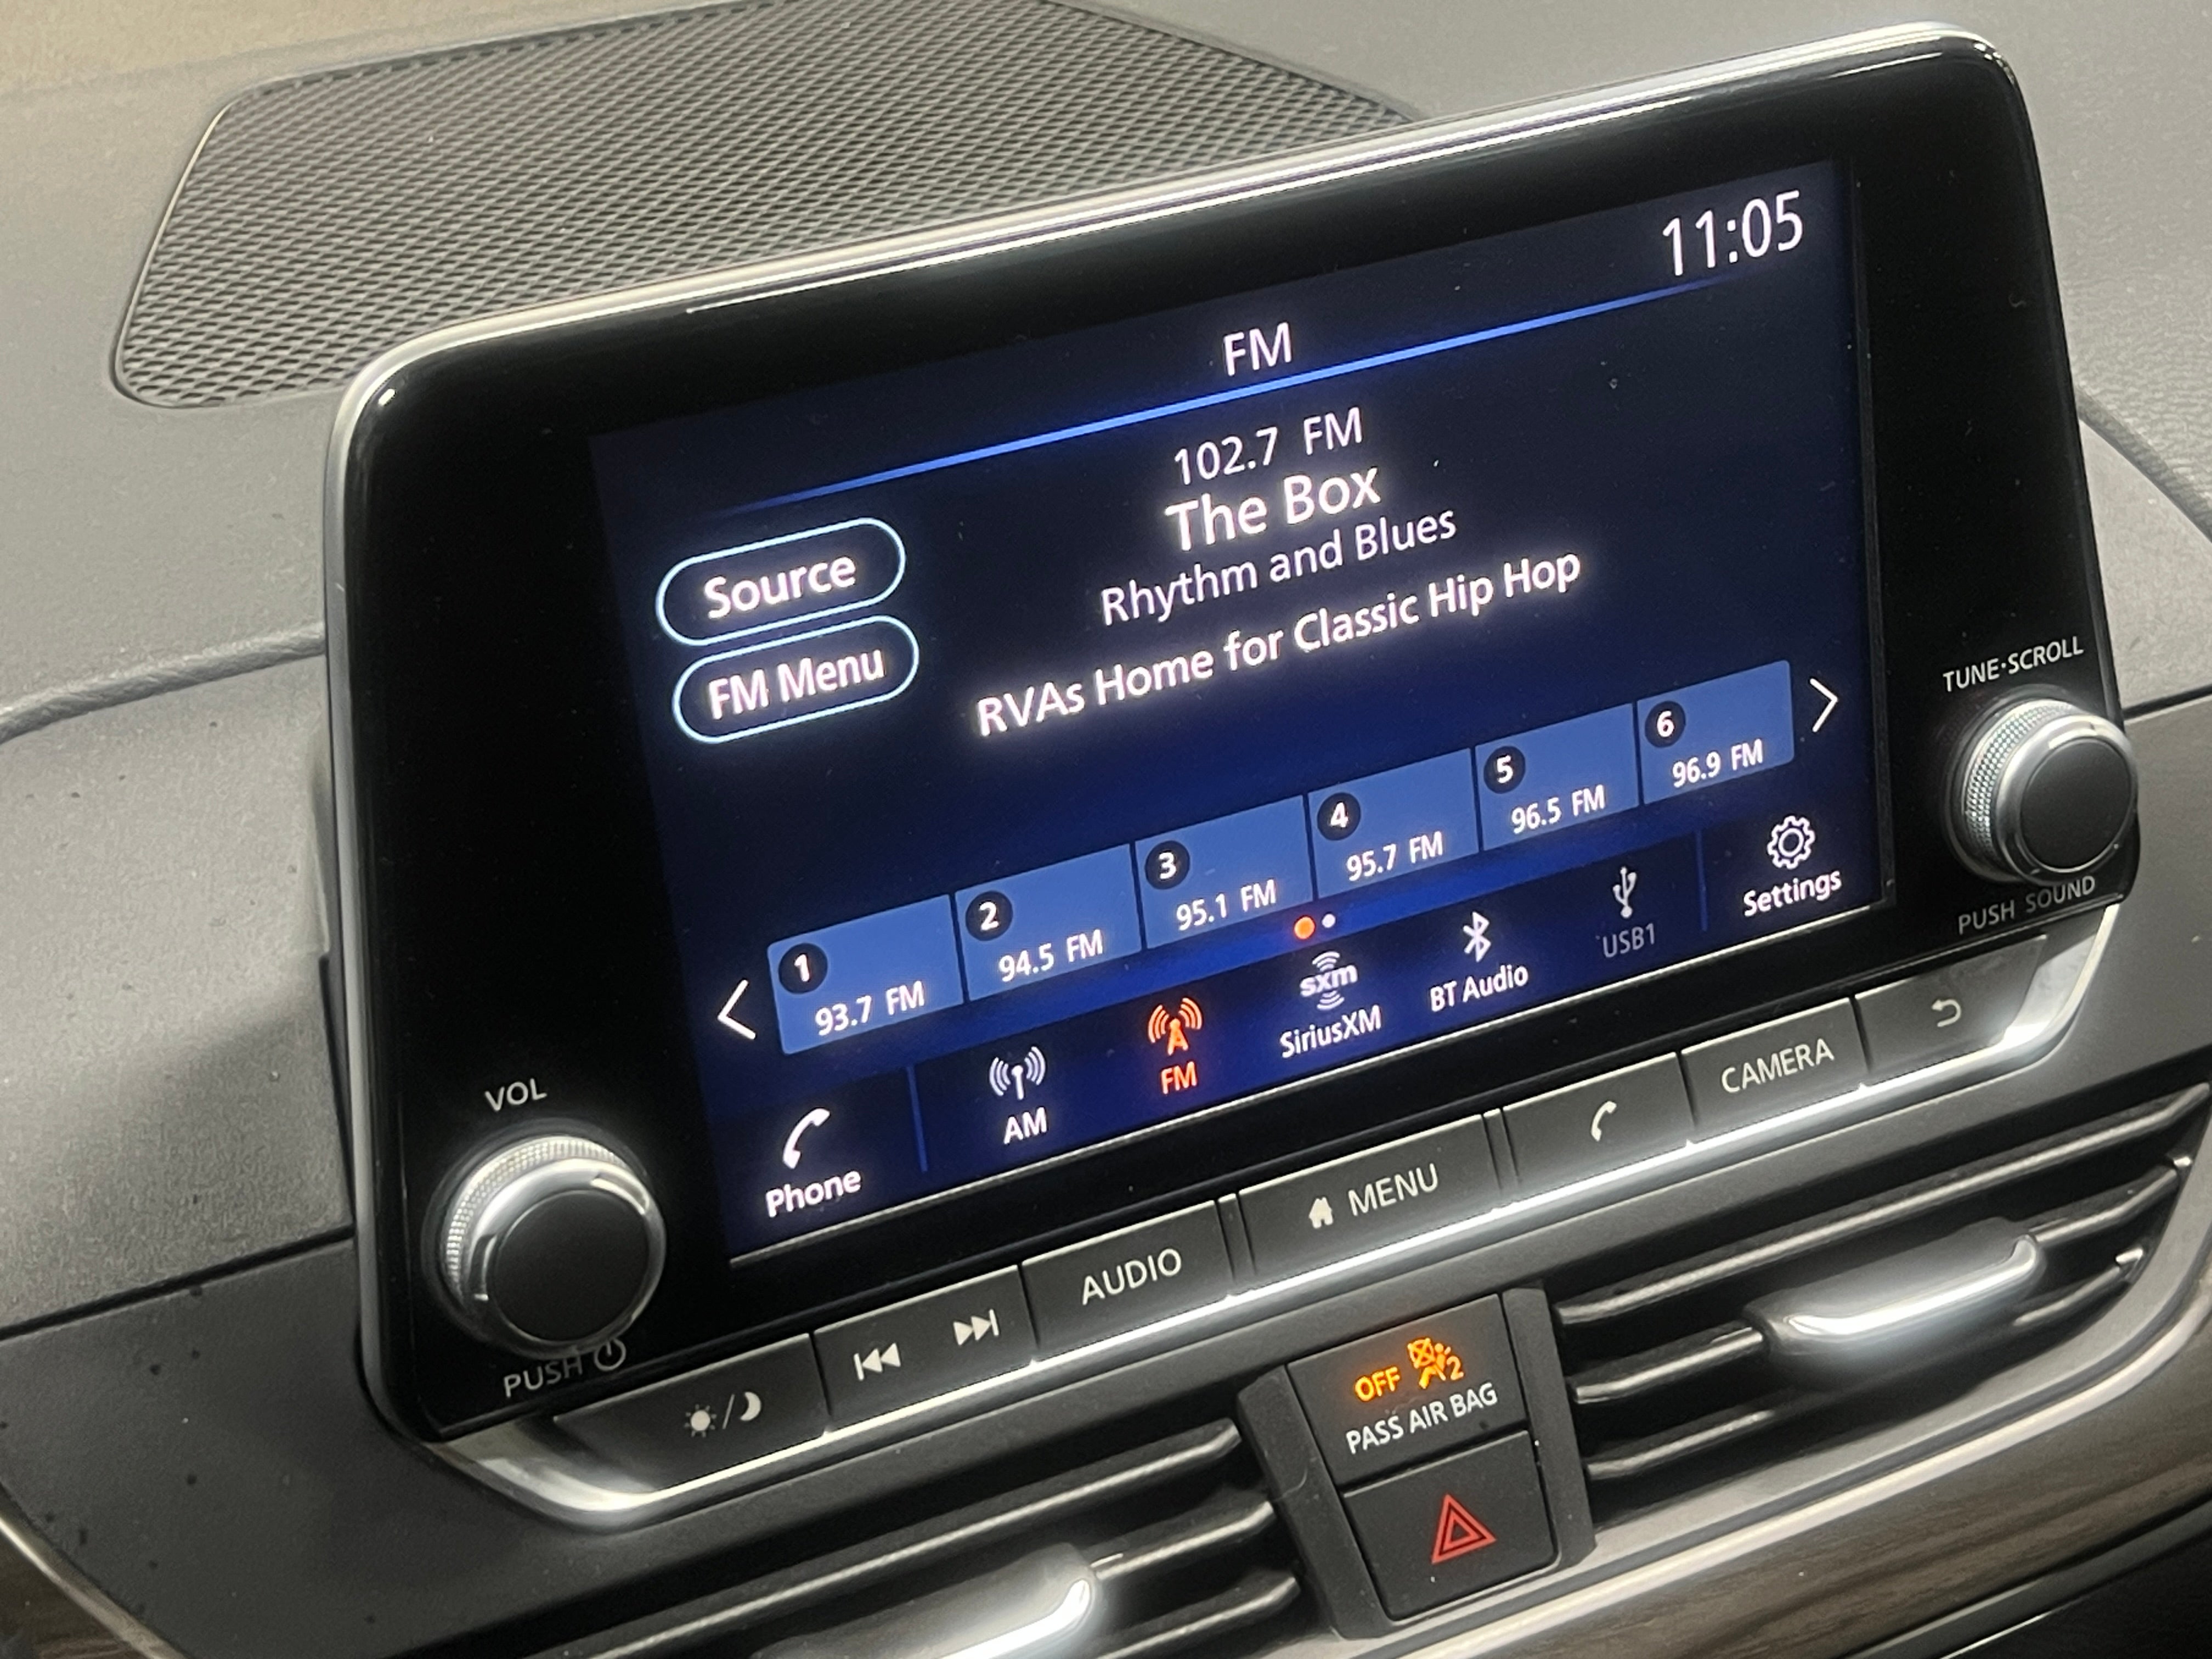 11:05
FM
102.7 FM
The Box
Rhythm and Blues
RVAs Home for Classic Hip Hop
Source
FM Menu
1 93.7 FM
2 94.5 FM
3 95.1 FM
4 95.7 FM
5 96.5 FM
6 96.9 FM
Phone
AM
FM
sxm
SiriusXM
BT Audio
USB1
Settings
TUNE·SCROLL
PUSH SOUND
VOL
PUSH
AUDIO
MENU
CAMERA
OFF 2
PASS AIR BAG